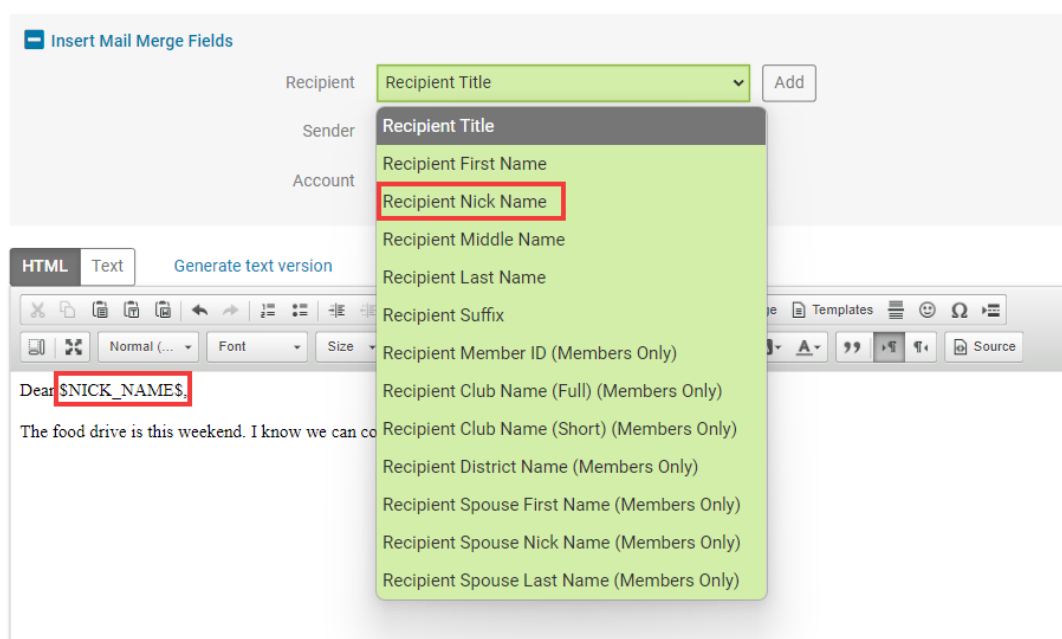 Insert Mail Merge Fields
Recipient
Recipient Title
Add
Sender
Account
Recipient Title
Recipient First Name
Recipient Nick Name
Recipient Middle Name
Recipient Last Name
Recipient Suffix
Recipient Member ID (Members Only)
Recipient Club Name (Full) (Members Only)
Recipient Club Name (Short) (Members Only)
Recipient District Name (Members Only)
Recipient Spouse First Name (Members Only)
Recipient Spouse Nick Name (Members Only)
Recipient Spouse Last Name (Members Only)
HTML
Text
Generate text version
Templates
Normal (...
Font
Size
Source
Dear $NICK_NAME$,
The food drive is this weekend. I know we can